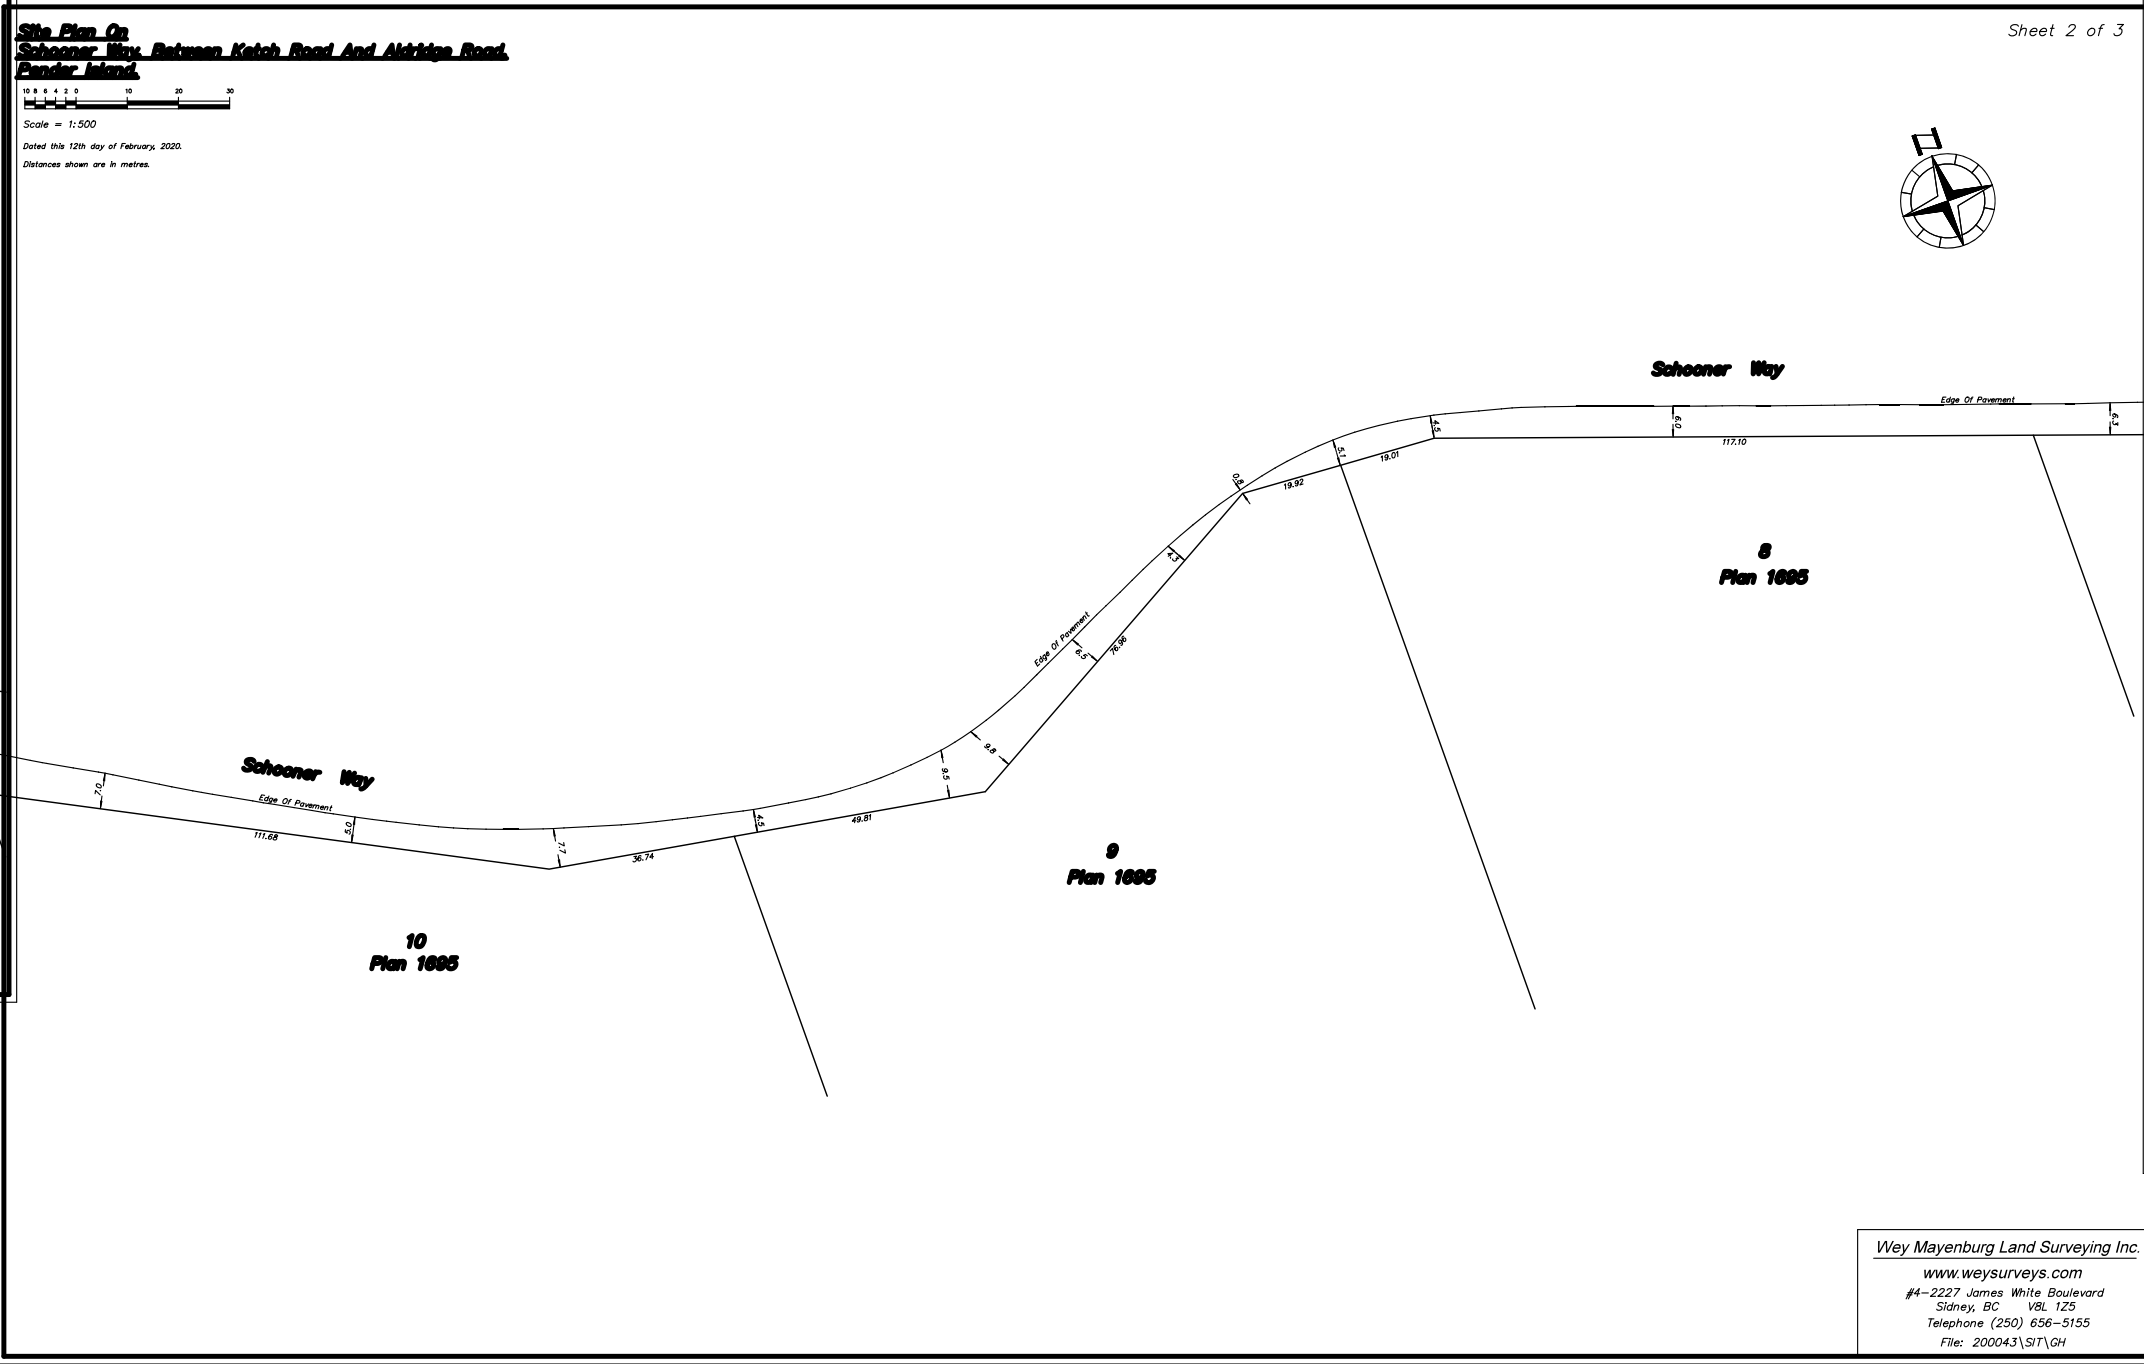 Site Plan On
Schooner Way, Between Ketch Road And Aldridge Road,
Pender Island.
Sheet 2 of 3
10 8 6 4 2 0 10 20 30
Scale = 1:500
Dated this 12th day of February, 2020.
Distances shown are in metres.
Schooner Way
Edge Of Pavement
4.5
6.0
6.3
117.10
5.1
19.01
0.8
19.92
8
Plan 1695
4.3
Edge Of Pavement
6.5
76.96
9.8
9.5
Schooner Way
7.0
Edge Of Pavement
5.0
111.68
7.7
4.5
49.81
36.74
9
Plan 1695
10
Plan 1695
Wey Mayenburg Land Surveying Inc.
www.weysurveys.com
#4-2227 James White Boulevard
Sidney, BC V8L 1Z5
Telephone (250) 656-5155
File: 200043\SIT\GH